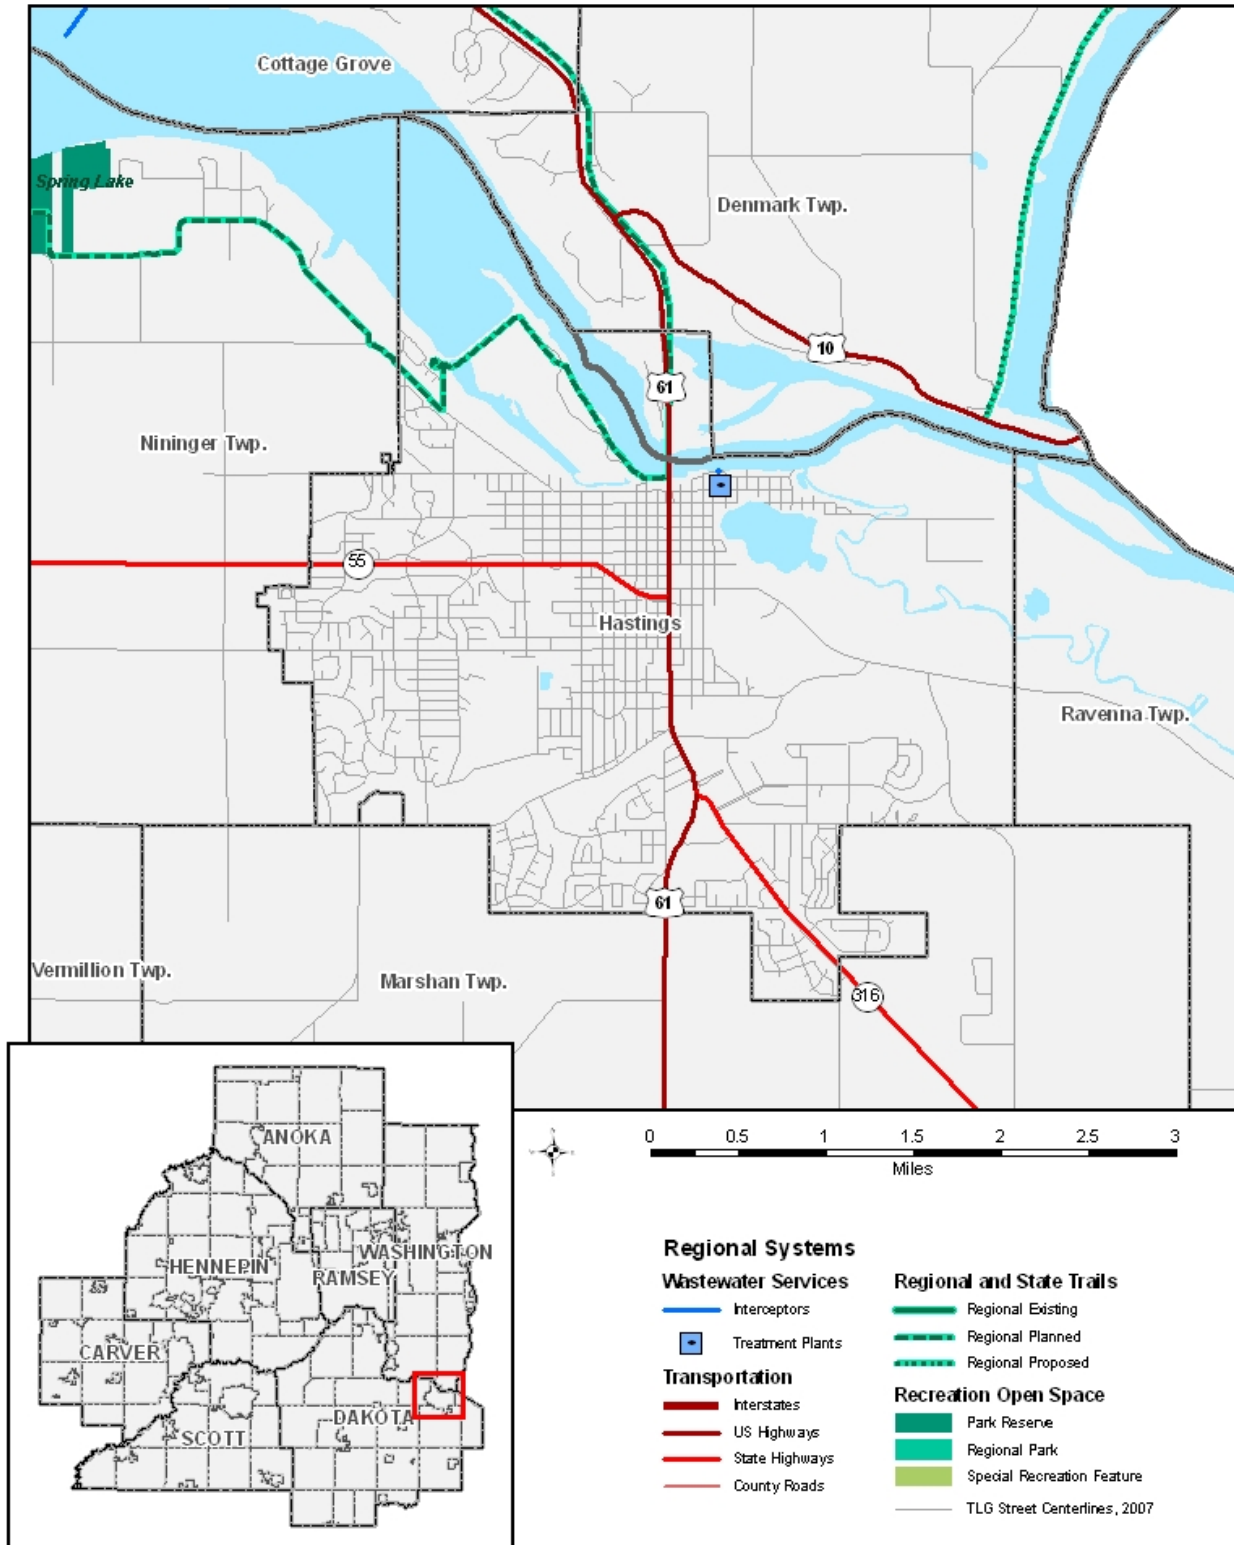 Cottage Grove
Spring Lake
Denmark Twp.
10
61
Nininger Twp.
55
Hastings
Ravenna Twp.
61
Vermillion Twp.
Marshan Twp.
316
ANOKA
WASHINGTON
HENNEPIN
RAMSEY
CARVER
DAKOTA
SCOTT
0 0.5 1 1.5 2 2.5 3
Miles
Regional Systems
Wastewater Services
Interceptors
Treatment Plants
Transportation
Interstates
US Highways
State Highways
County Roads
Regional and State Trails
Regional Existing
Regional Planned
Regional Proposed
Recreation Open Space
Park Reserve
Regional Park
Special Recreation Feature
TLG Street Centerlines, 2007